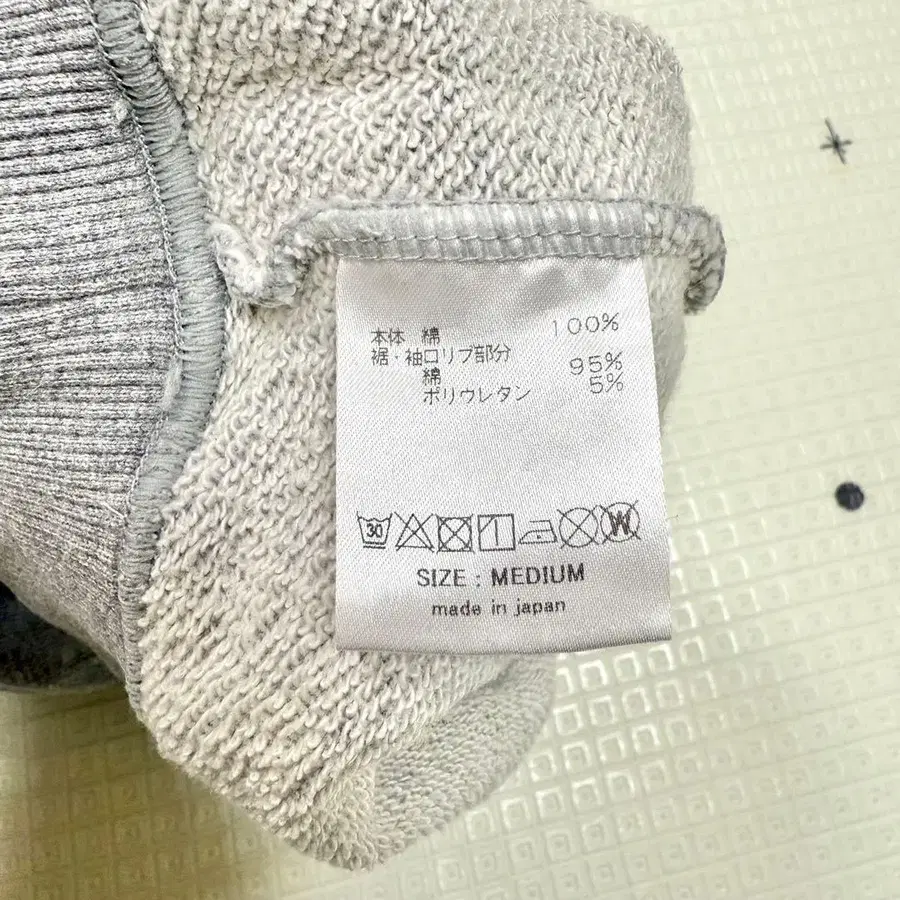 本体 綿 100%
裾・袖口リブ部分
綿 95%
ポリウレタン 5%
30 W
SIZE : MEDIUM
made in japan